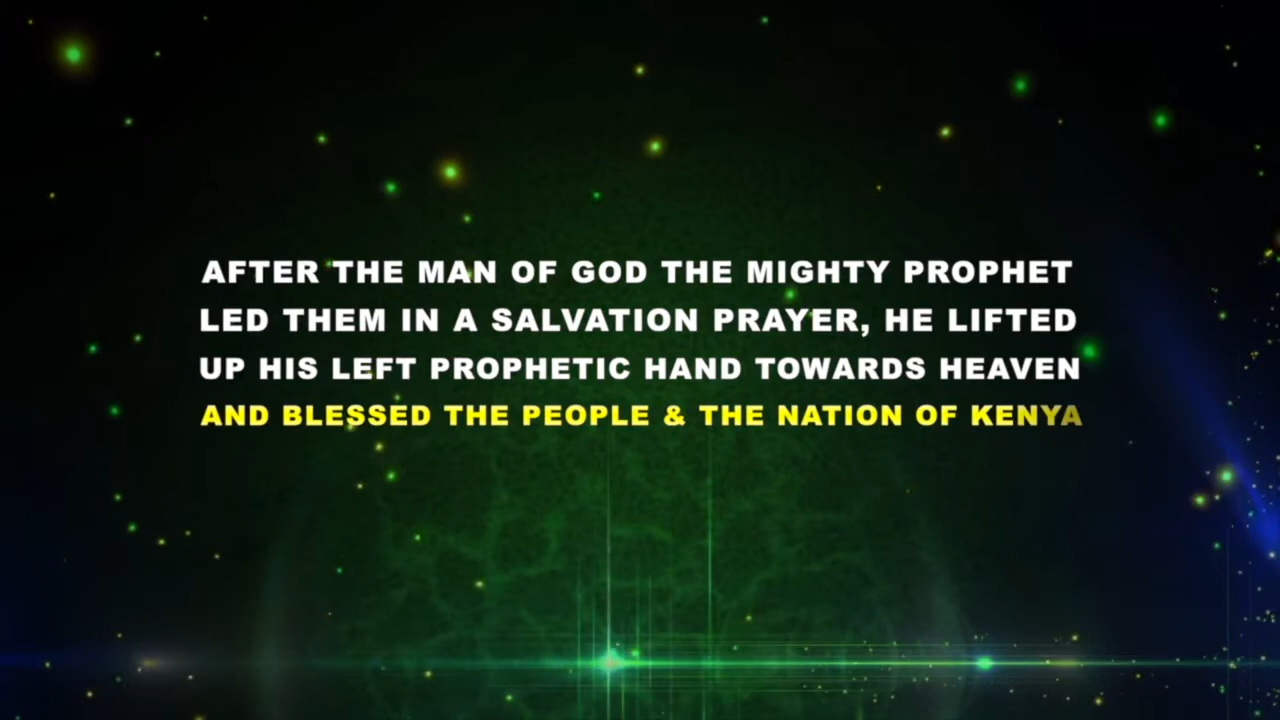 AFTER THE MAN OF GOD THE MIGHTY PROPHET
LED THEM IN A SALVATION PRAYER, HE LIFTED
UP HIS LEFT PROPHETIC HAND TOWARDS HEAVEN
AND BLESSED THE PEOPLE & THE NATION OF KENYA